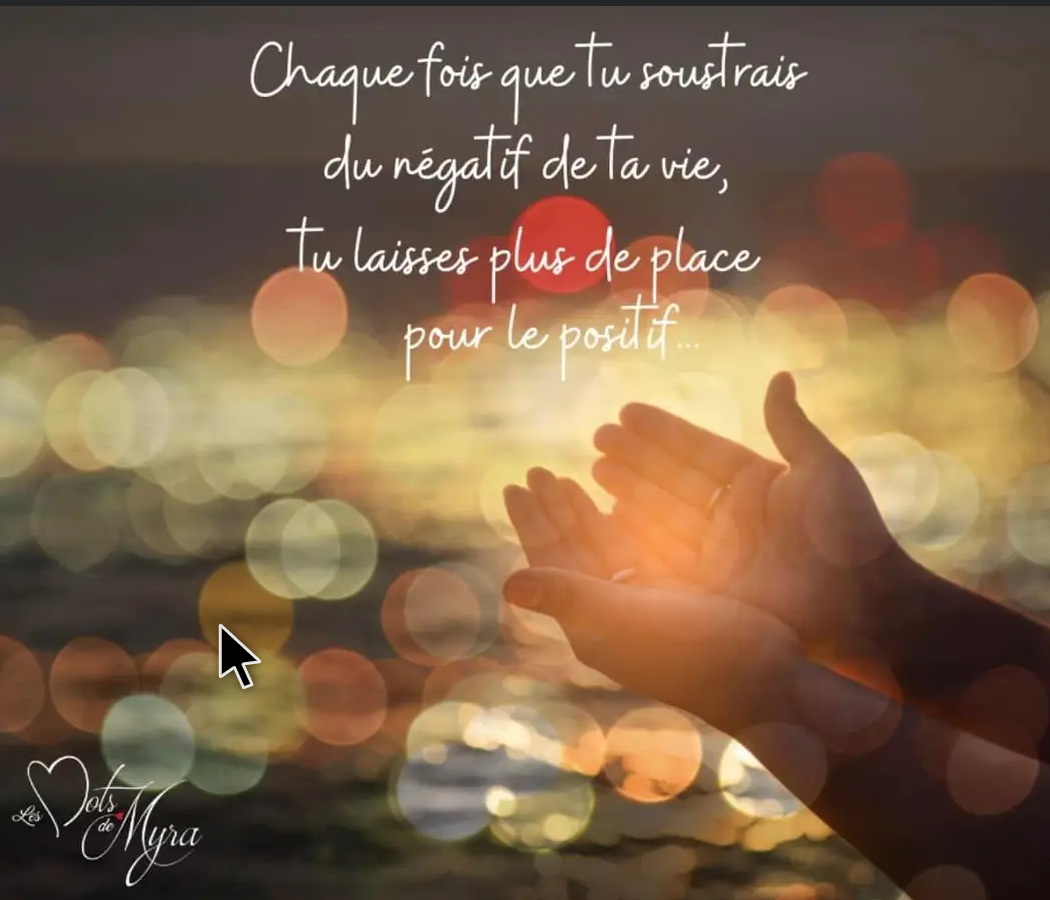 Chaque fois que tu soustrais
du négatif de ta vie,
tu laisses plus de place
pour le positif...
Les Mots
de Myra